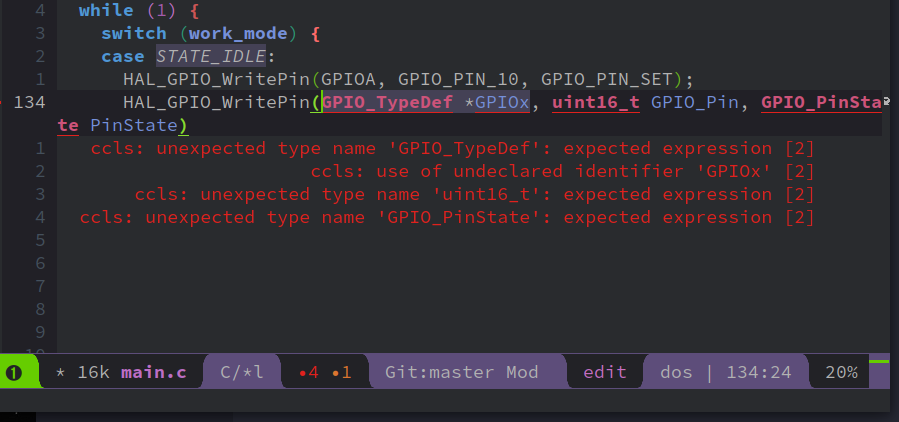 4 while (1) {
3 switch (work_mode) {
2 case STATE_IDLE:
1 HAL_GPIO_WritePin(GPIOA, GPIO_PIN_10, GPIO_PIN_SET);
134 HAL_GPIO_WritePin(GPIO_TypeDef *GPIOx, uint16_t GPIO_Pin, GPIO_PinSta
te PinState)
1 ccls: unexpected type name 'GPIO_TypeDef': expected expression [2]
2 ccls: use of undeclared identifier 'GPIOx' [2]
3 ccls: unexpected type name 'uint16_t': expected expression [2]
4 ccls: unexpected type name 'GPIO_PinState': expected expression [2]
5
6
7
8
9
10
❶ * 16k main.c C/*l •4 •1 Git:master Mod edit dos | 134:24 20%